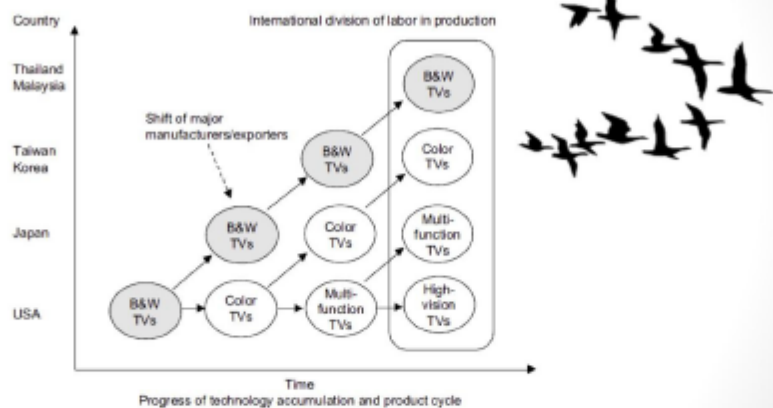 Country
International division of labor in production
Thailand
Malaysia
B&W
TVs
Shift of major
manufacturers/exporters
Taiwan
Korea
B&W
TVs
Color
TVs
Japan
B&W
TVs
Color
TVs
Multi-
function
TVs
USA
B&W
TVs
Color
TVs
Multi-
function
TVs
High-
vision
TVs
Time
Progress of technology accumulation and product cycle